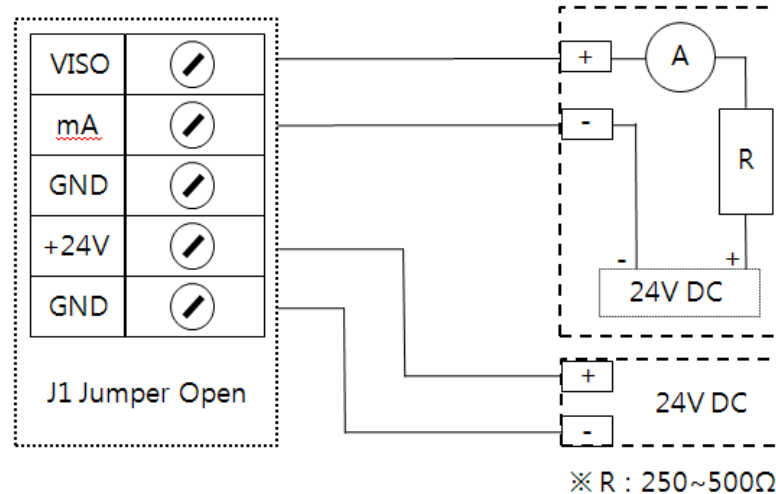 VISO
mA
GND
+24V
GND
J1 Jumper Open
+
A
-
R
- +
24V DC
+
24V DC
-
※ R : 250~500Ω